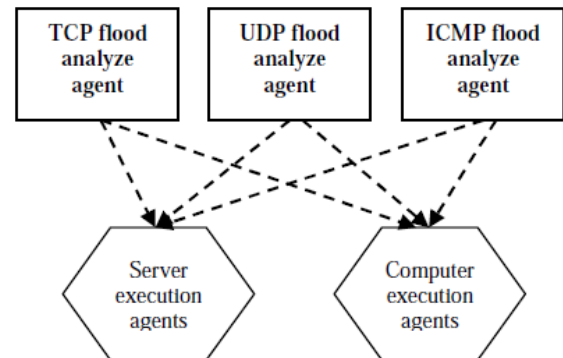 TCP flood
analyze
agent
UDP flood
analyze
agent
ICMP flood
analyze
agent
Server
execution
agents
Computer
execution
agents